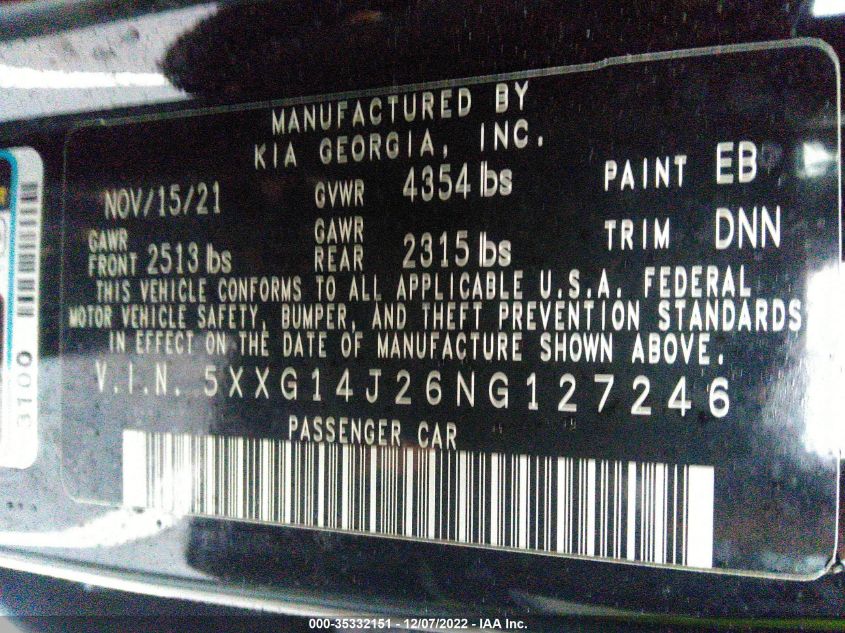 MANUFACTURED BY
KIA GEORGIA, INC.
NOV/15/21 GVWR 4354 lbs PAINT EB
GAWR FRONT 2513 lbs GAWR REAR 2315 lbs TRIM DNN
THIS VEHICLE CONFORMS TO ALL APPLICABLE U.S.A. FEDERAL
MOTOR VEHICLE SAFETY, BUMPER, AND THEFT PREVENTION STANDARDS
IN EFFECT ON THE DATE OF MANUFACTURE SHOWN ABOVE.
V.I.N. 5XXG14J26NG127246
PASSENGER CAR
3100
000-35332151 - 12/07/2022 - IAA Inc.